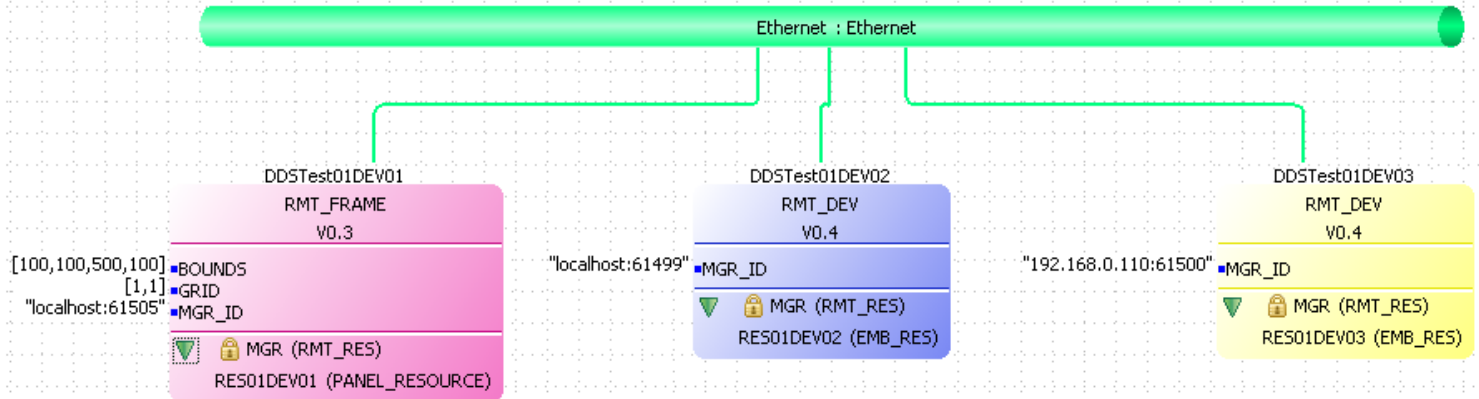 Ethernet : Ethernet
DDSTest01DEV01
RMT_FRAME
V0.3
[100,100,500,100]
BOUNDS
[1,1]
GRID
"localhost:61505"
MGR_ID
MGR (RMT_RES)
RES01DEV01 (PANEL_RESOURCE)
DDSTest01DEV02
RMT_DEV
V0.4
"localhost:61499"
MGR_ID
MGR (RMT_RES)
RES01DEV02 (EMB_RES)
DDSTest01DEV03
RMT_DEV
V0.4
"192.168.0.110:61500"
MGR_ID
MGR (RMT_RES)
RES01DEV03 (EMB_RES)